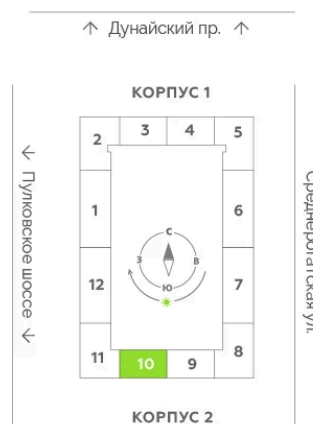 ↑ Дунайский пр. ↑
КОРПУС 1
2 3 4 5
← Пулковское шоссе ←
Среднерогатская ул.
1 6
С
З В
Ю
12 7
11 10 9 8
КОРПУС 2